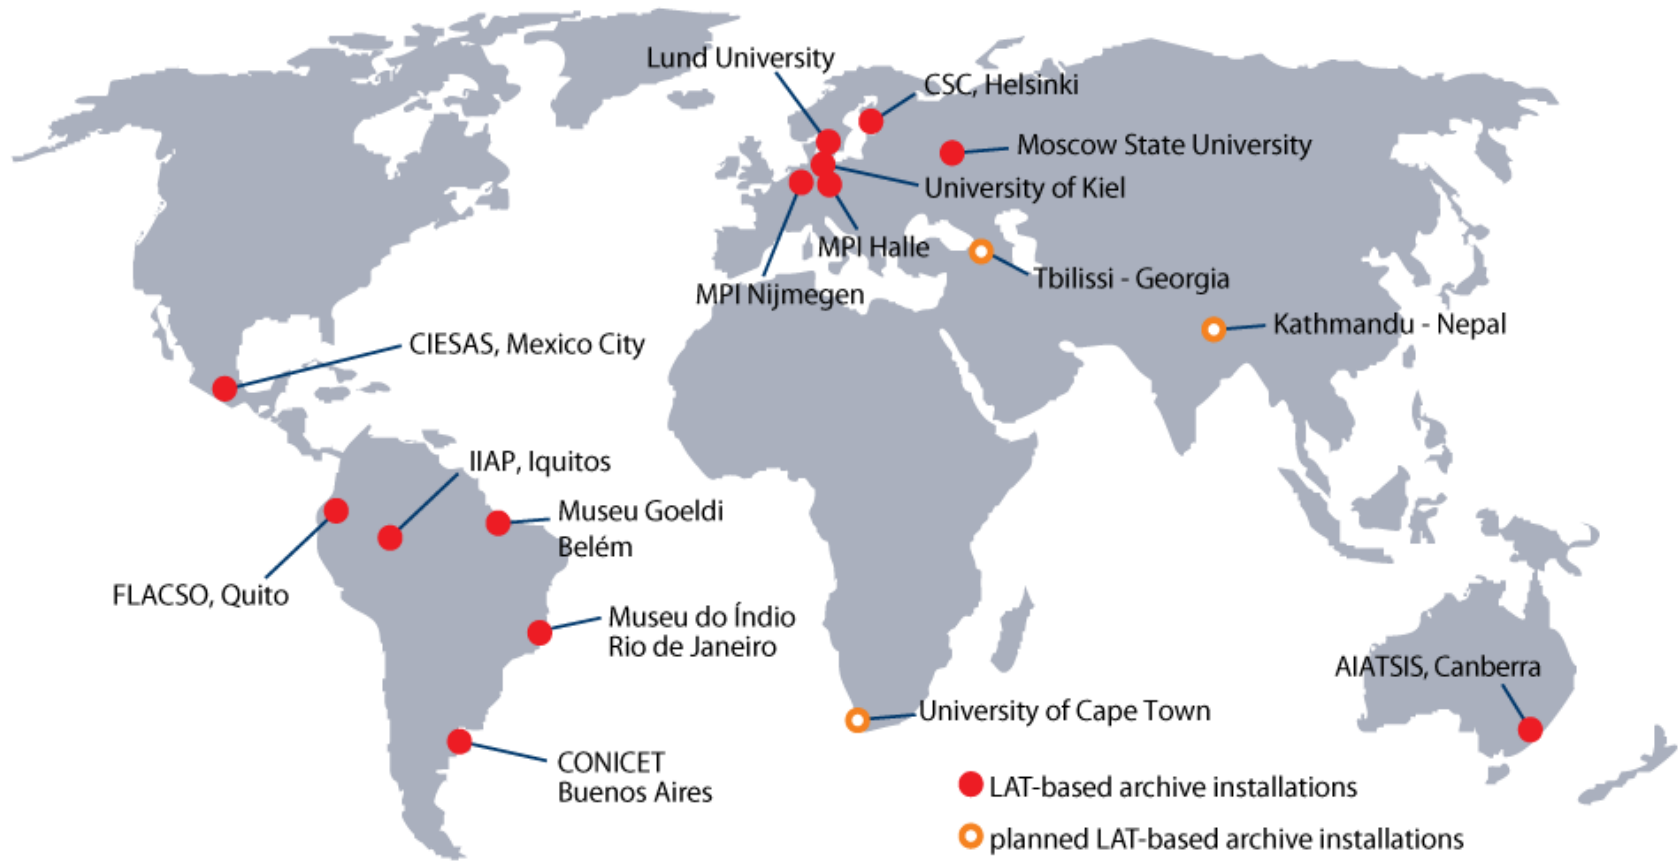 Lund University
CSC, Helsinki
Moscow State University
University of Kiel
MPI Halle
Tbilissi - Georgia
MPI Nijmegen
Kathmandu - Nepal
CIESAS, Mexico City
IIAP, Iquitos
Museu Goeldi
Belém
FLACSO, Quito
Museu do Índio
Rio de Janeiro
AIATSIS, Canberra
University of Cape Town
CONICET
Buenos Aires
LAT-based archive installations
planned LAT-based archive installations